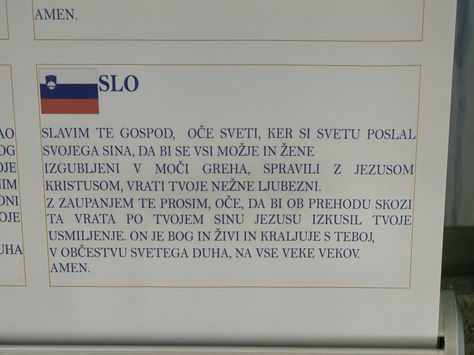 AMEN.
SLO
SLAVIM TE GOSPOD, OČE SVETI, KER SI SVETU POSLAL
SVOJEGA SINA, DA BI SE VSI MOŽJE IN ŽENE
IZGUBLJENI V MOČI GREHA, SPRAVILI Z JEZUSOM
KRISTUSOM, VRATI TVOJE NEŽNE LJUBEZNI.
Z ZAUPANJEM TE PROSIM, OČE, DA BI OB PREHODU SKOZI
TA VRATA PO TVOJEM SINU JEZUSU IZKUSIL TVOJE
USMILJENJE. ON JE BOG IN ŽIVI IN KRALJUJE S TEBOJ,
V OBČESTVU SVETEGA DUHA, NA VSE VEKE VEKOV.
AMEN.